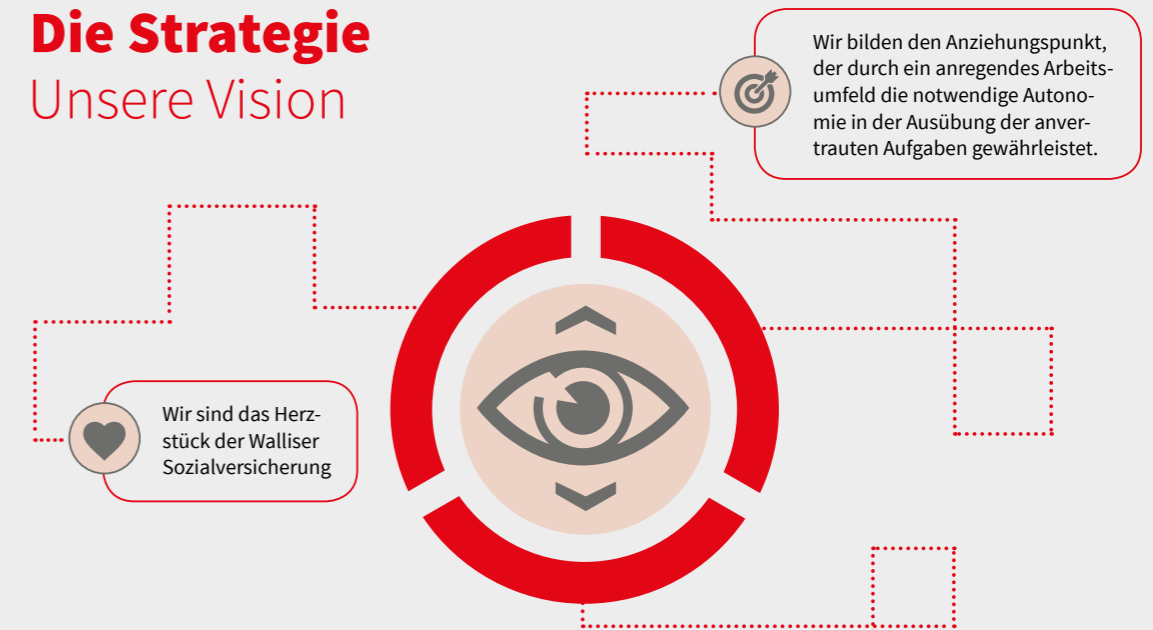 Die Strategie
Unsere Vision
Wir bilden den Anziehungspunkt,
der durch ein anregendes Arbeits-
umfeld die notwendige Autono-
mie in der Ausübung der anver-
trauten Aufgaben gewährleistet.
Wir sind das Herz-
stück der Walliser
Sozialversicherung